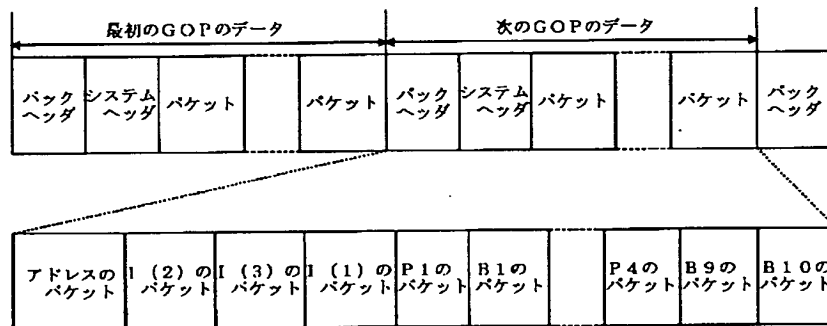 最初のGOPのデータ
次のGOPのデータ
パック
ヘッダ
システム
ヘッダ
パケット
パケット
パック
ヘッダ
システム
ヘッダ
パケット
パケット
パック
ヘッダ
アドレスの
パケット
I（2）の
パケット
I（3）の
パケット
I（1）の
パケット
P1の
パケット
B1の
パケット
P4の
パケット
B9の
パケット
B10の
パケット